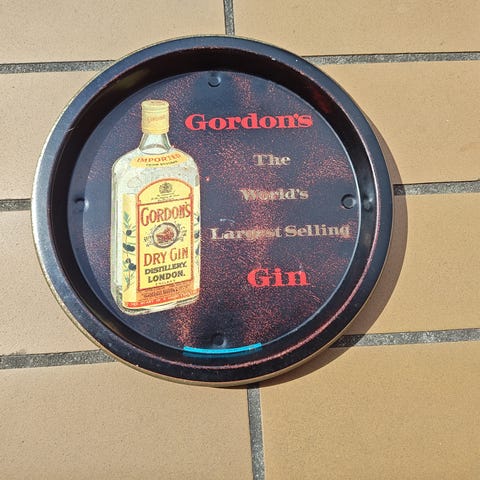 Gordon's
The
World's
Largest Selling
Gin
IMPORTED
GORDON'S
DRY GIN
DISTILLERY,
LONDON.